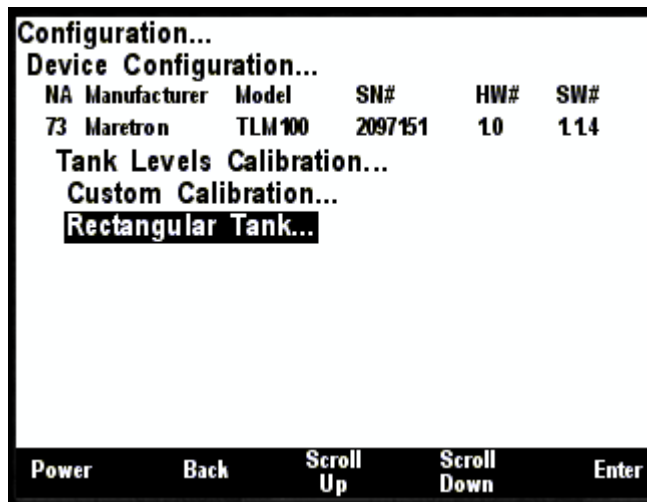 Configuration...
Device Configuration...
NA Manufacturer Model SN# HW# SW#
73 Maretron TLM100 2097151 1.0 1.1.4
Tank Levels Calibration...
Custom Calibration...
Rectangular Tank...
Power Back Scroll Up Scroll Down Enter